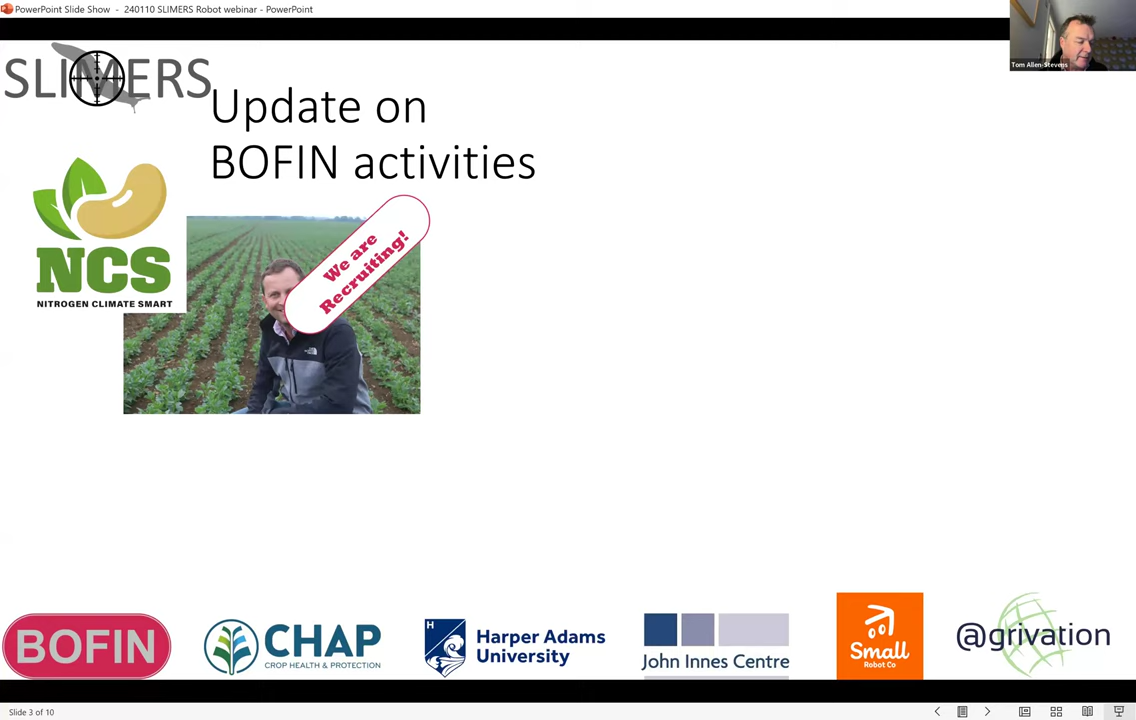 PowerPoint Slide Show - 240110 SLIMERS Robot webinar - PowerPoint
Tom Allen-Stevens
SLIMERS
Update on
BOFIN activities
NCS
NITROGEN CLIMATE SMART
We are
Recruiting!
BOFIN
CHAP
CROP HEALTH & PROTECTION
H
Harper Adams
University
John Innes Centre
Small
Robot Co
@grivation
Slide 3 of 10